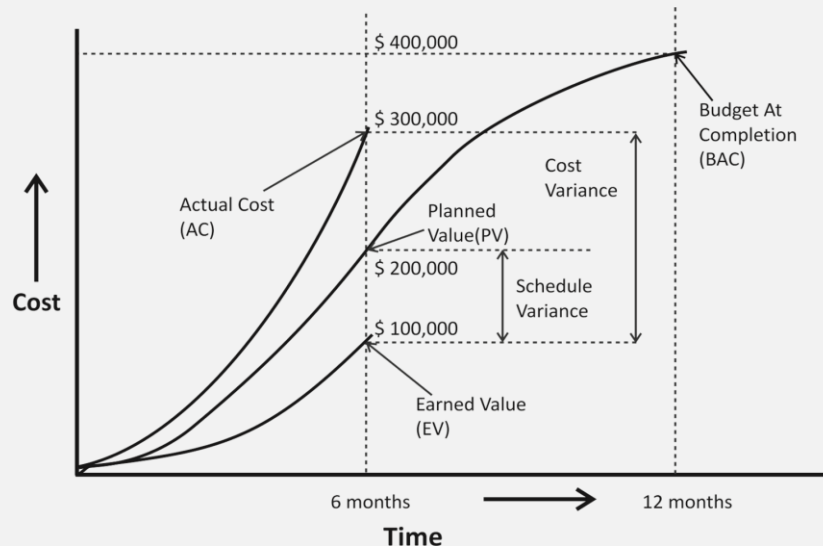 $ 400,000
$ 300,000
Budget At
Completion
(BAC)
Cost
Variance
Actual Cost
(AC)
Planned
Value(PV)
$ 200,000
Schedule
Variance
Cost
$ 100,000
Earned Value
(EV)
6 months
12 months
Time